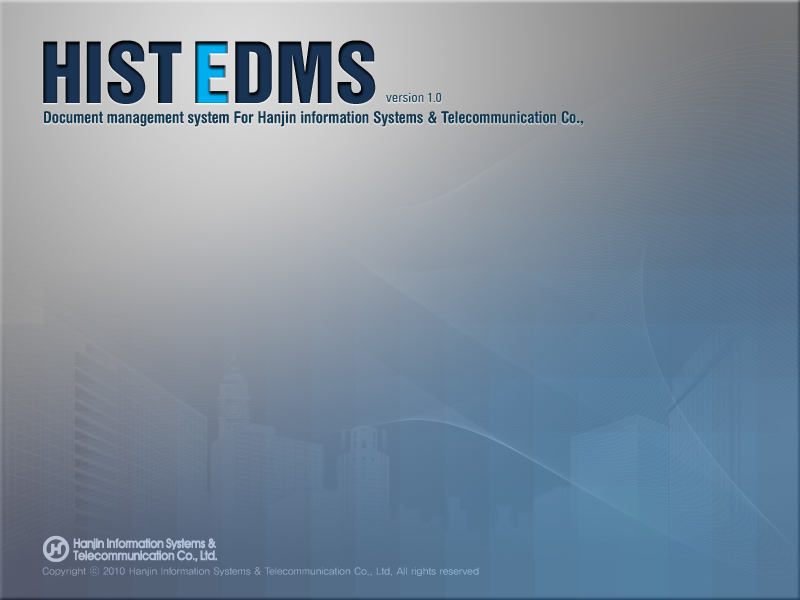 HIST EDMS version 1.0
Document management system For Hanjin information Systems & Telecommunication Co.,
Hanjin Information Systems &
Telecommunication Co., Ltd.
Copyright ⓒ 2010 Hanjin Information Systems & Telecommunication Co., Ltd, All rights reserved